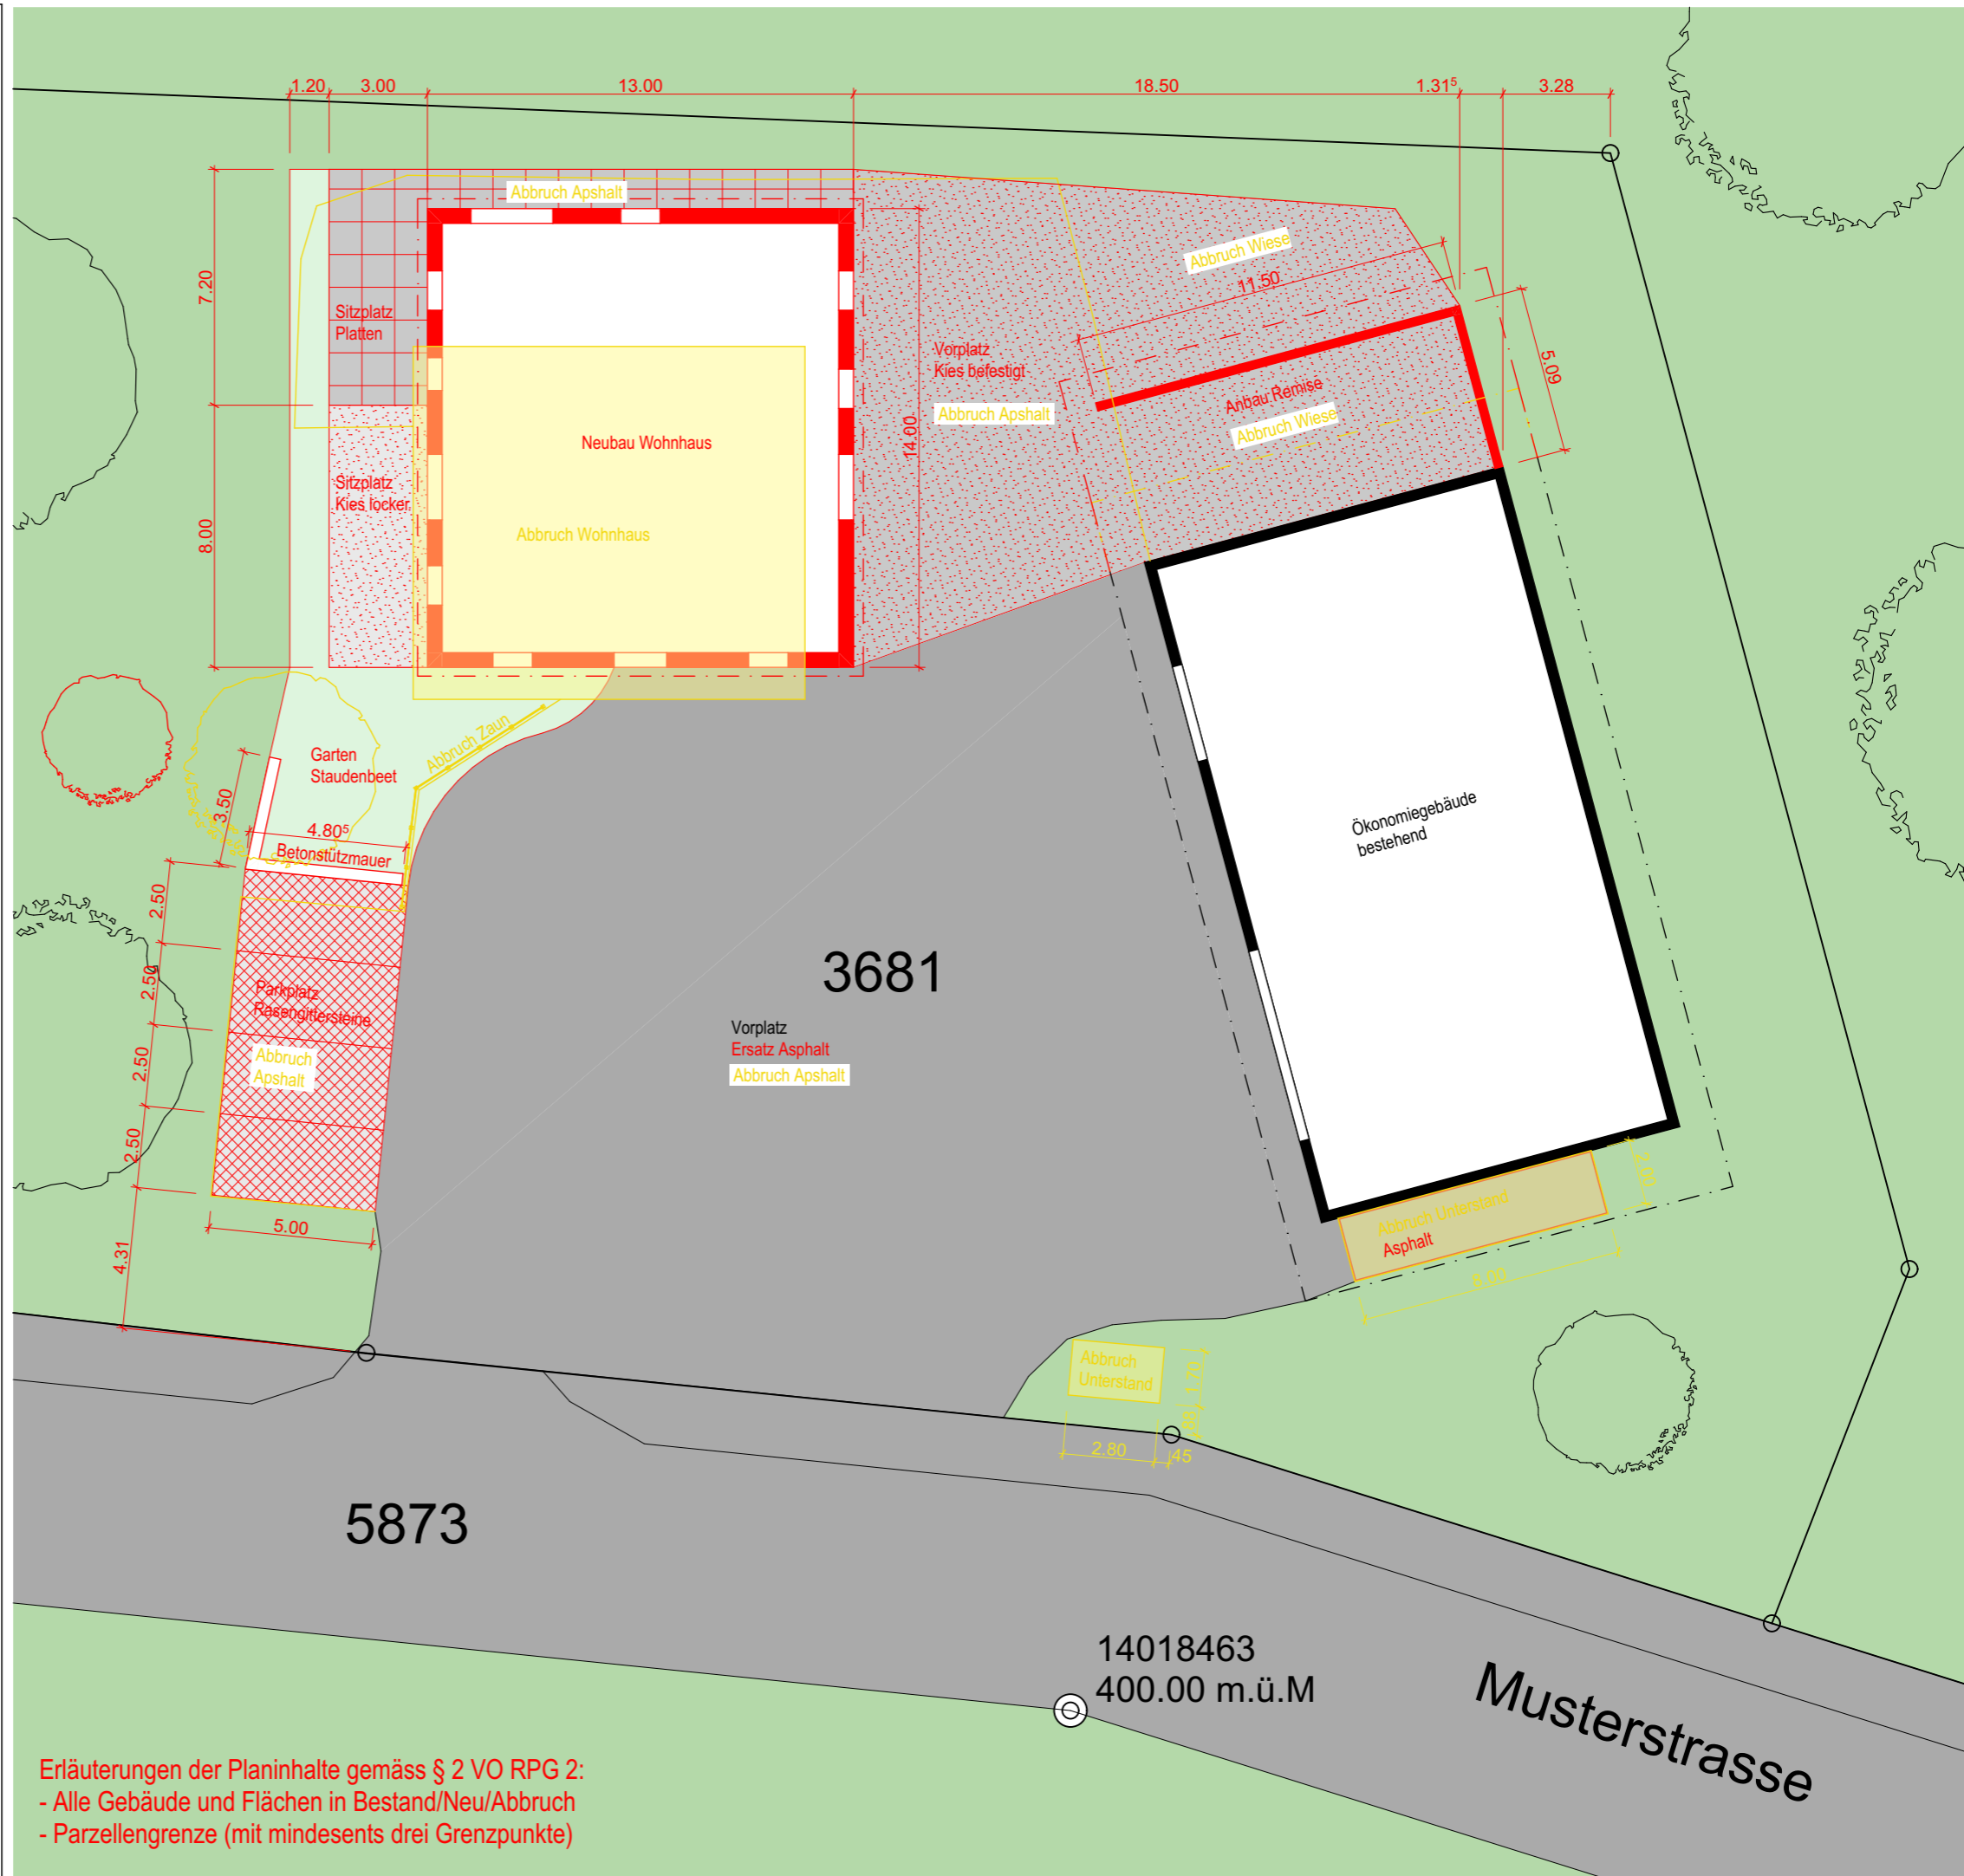 1.20
3.00
13.00
18.50
1.31⁵
3.28
Abbruch Apshalt
Abbruch Wiese
11.50
7.20
Sitzplatz
Platten
Vorplatz
Kies befestigt
5.09
Anbau Remise
Abbruch Apshalt
Abbruch Wiese
14.00
Neubau Wohnhaus
Sitzplatz
Kies locker
8.00
Abbruch Wohnhaus
Abbruch Zaun
Garten
Staudenbeet
3.50
4.80⁵
Betonstützmauer
Ökonomiegebäude
bestehend
2.50
2.50
2.50
2.50
Parkplatz
Rasengittersteine
Abbruch
Apshalt
3681
Vorplatz
Ersatz Asphalt
Abbruch Apshalt
5.00
4.31
2.00
Abbruch Unterstand
Asphalt
8.00
Abbruch
Unterstand
1.70
68
2.80
45
5873
14018463
400.00 m.ü.M
Musterstrasse
Erläuterungen der Planinhalte gemäss § 2 VO RPG 2:
- Alle Gebäude und Flächen in Bestand/Neu/Abbruch
- Parzellengrenze (mit mindesents drei Grenzpunkte)